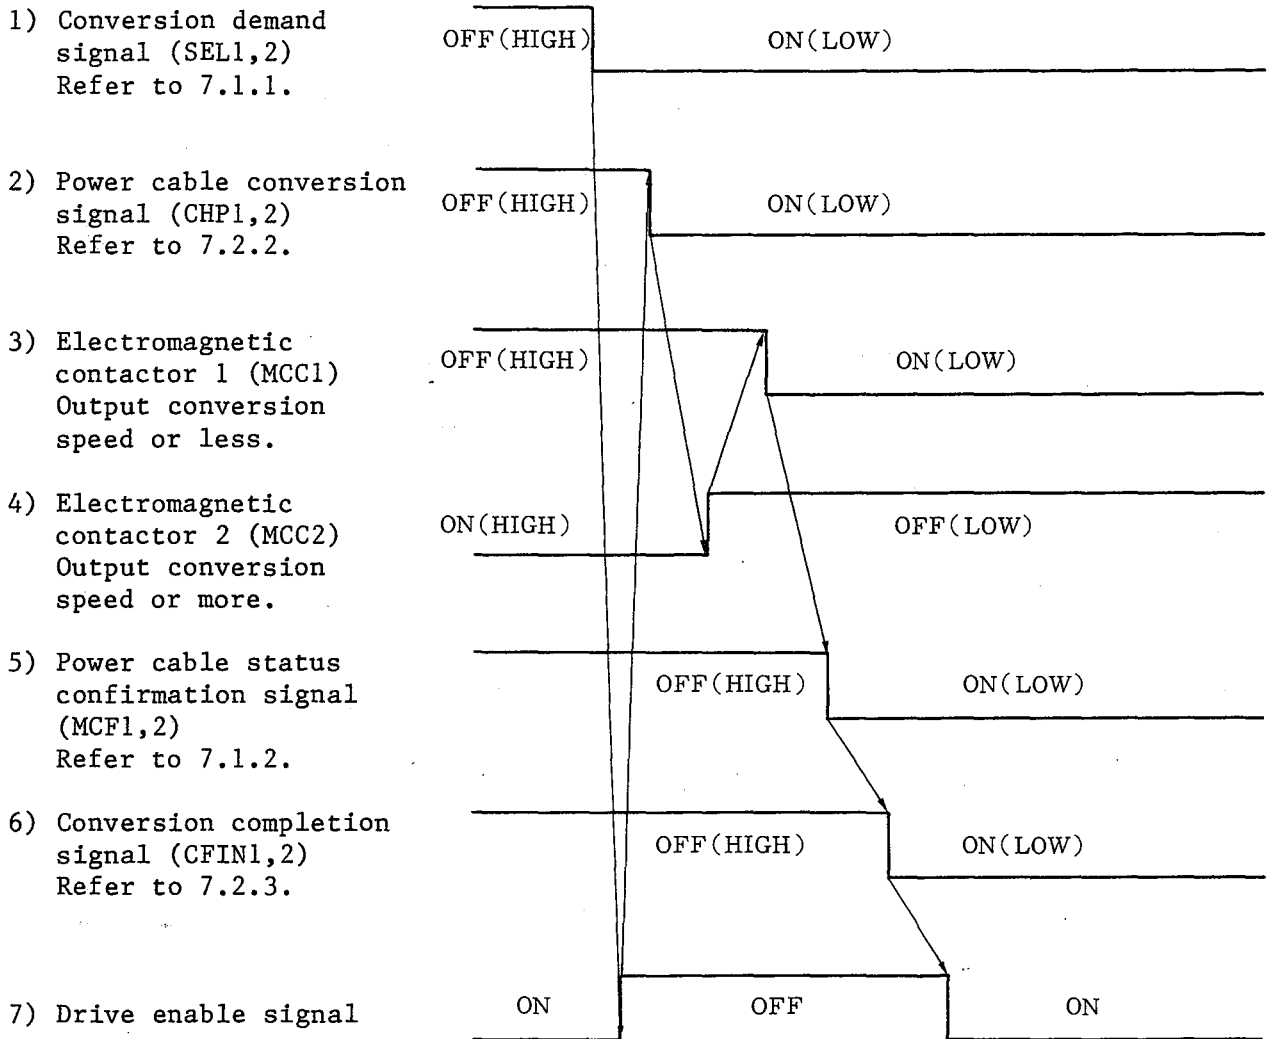 1) Conversion demand
signal (SEL1,2)
Refer to 7.1.1.
OFF(HIGH)
ON(LOW)
2) Power cable conversion
signal (CHP1,2)
Refer to 7.2.2.
OFF(HIGH)
ON(LOW)
3) Electromagnetic
contactor 1 (MCC1)
Output conversion
speed or less.
OFF(HIGH)
ON(LOW)
4) Electromagnetic
contactor 2 (MCC2)
Output conversion
speed or more.
ON(HIGH)
OFF(LOW)
5) Power cable status
confirmation signal
(MCF1,2)
Refer to 7.1.2.
OFF(HIGH)
ON(LOW)
6) Conversion completion
signal (CFIN1,2)
Refer to 7.2.3.
OFF(HIGH)
ON(LOW)
7) Drive enable signal
ON
OFF
ON